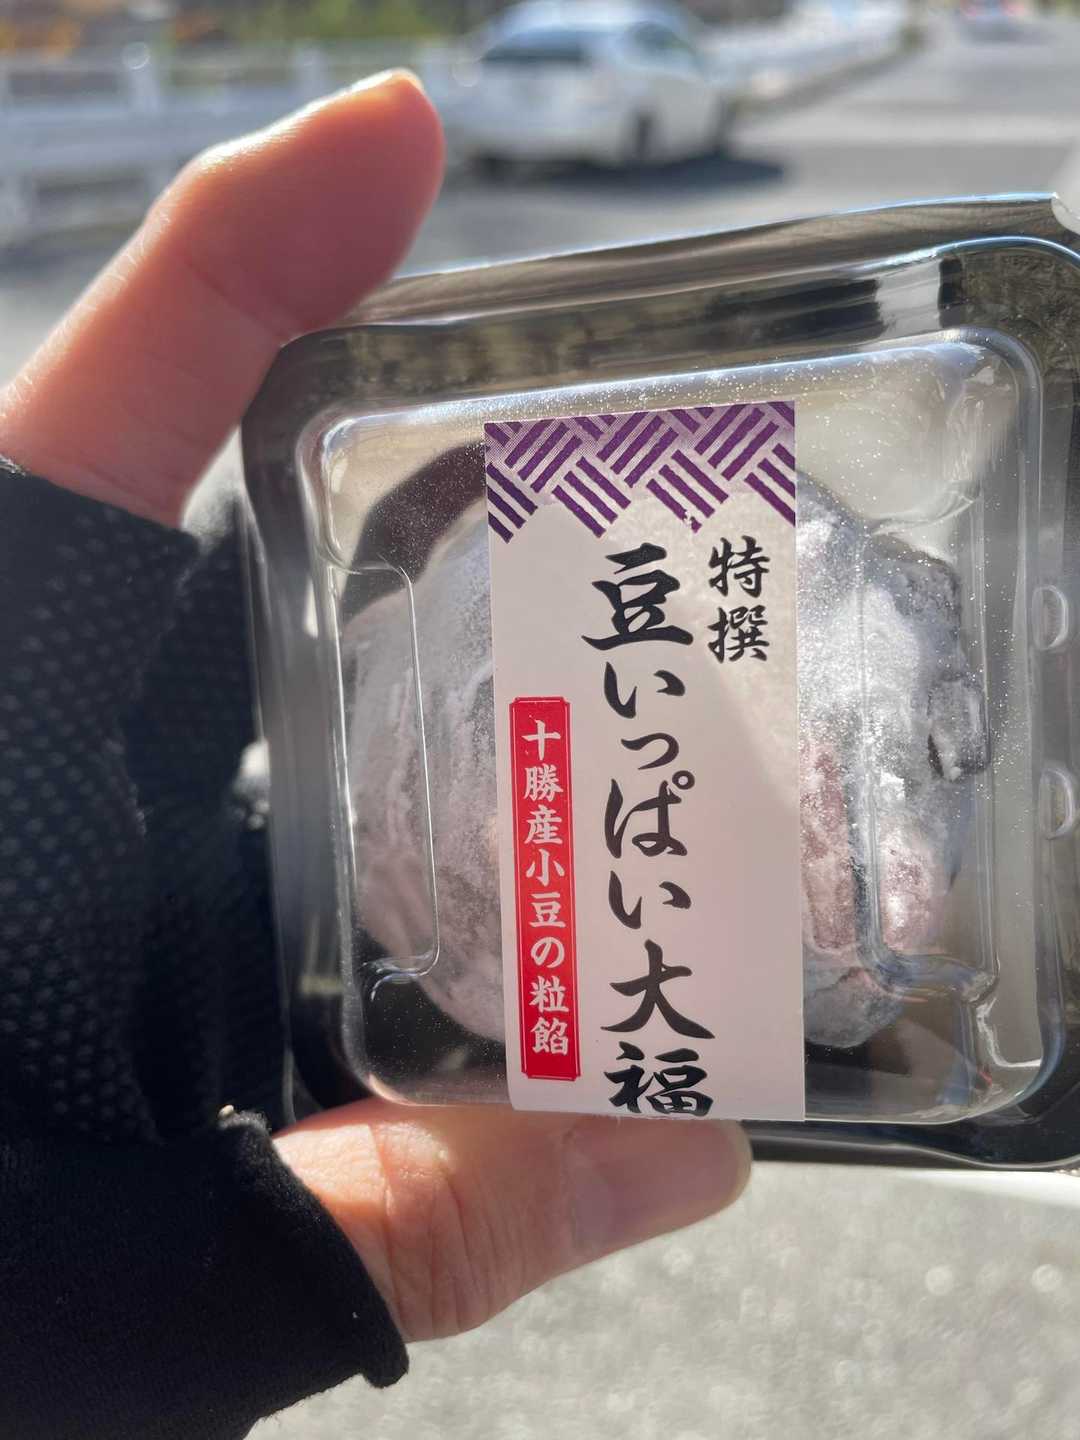 特撰
豆いっぱい大福
十勝産小豆の粒餡